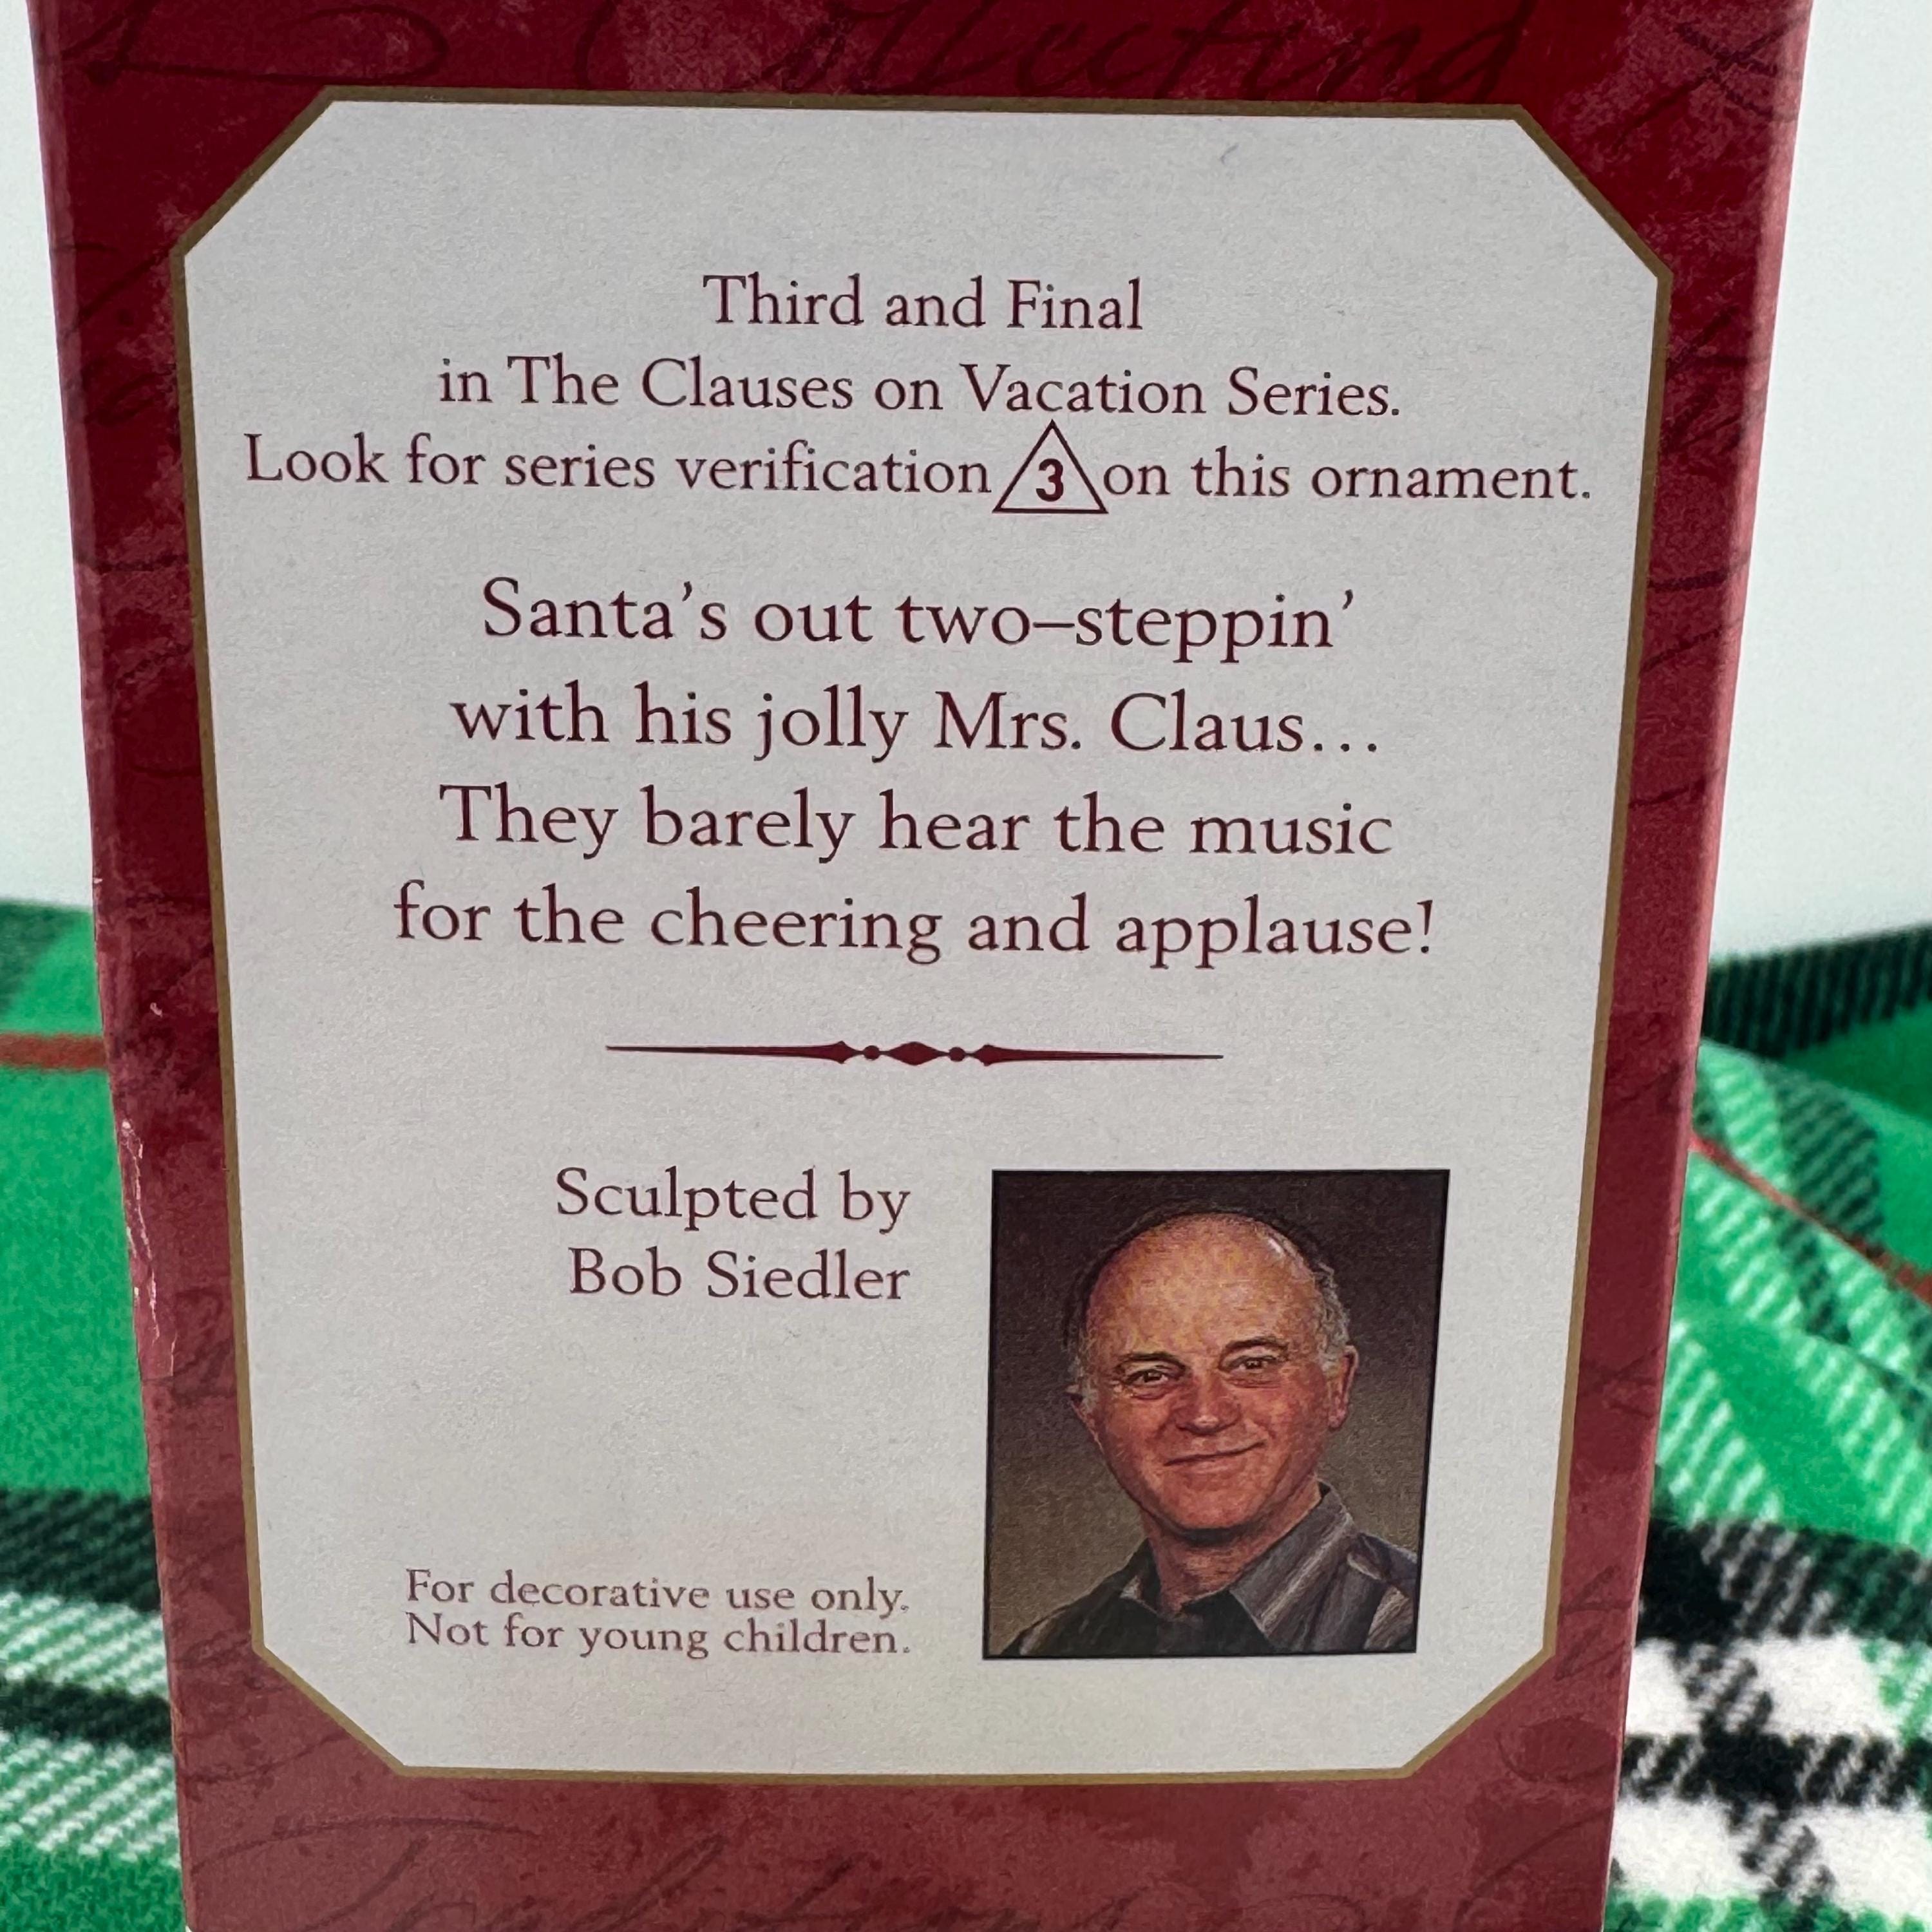 Collecting
Third and Final
in The Clauses on Vacation Series.
Look for series verification 3 on this ornament.
Santa's out two–steppin'
with his jolly Mrs. Claus...
They barely hear the music
for the cheering and applause!
Sculpted by
Bob Siedler
For decorative use only.
Not for young children.